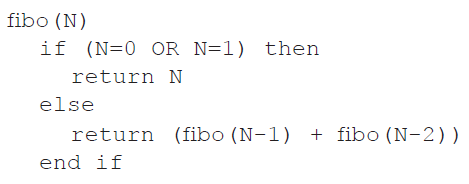 fibo(N)
if (N=0 OR N=1) then
return N
else
return (fibo(N-1) + fibo(N-2))
end if